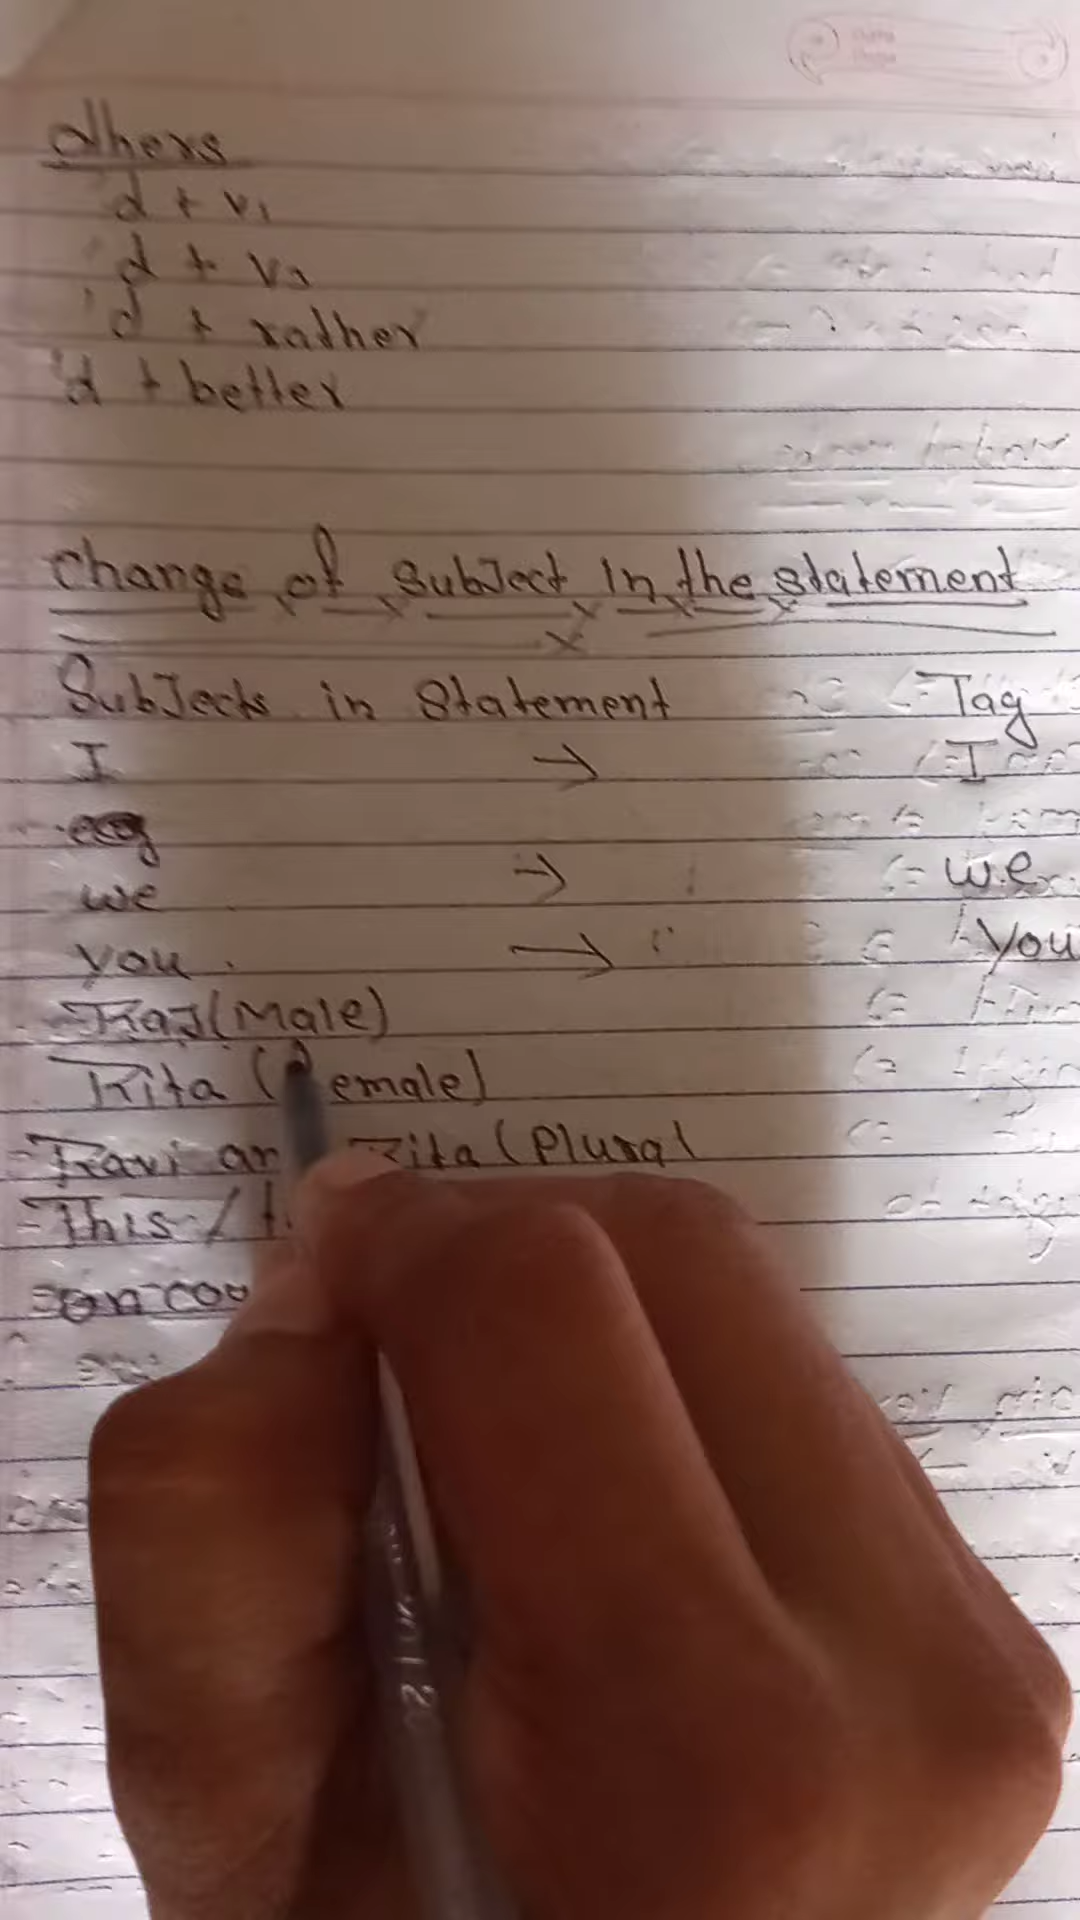 others
'd + V₁
'd + V₃
'd + rather
'd + better
Change of Subject in the statement
Subjects in Statement Tag
I → I
we → we
you → you
Raj (Male)
Rita (Female)
Ravi and Rita (Plural
This /